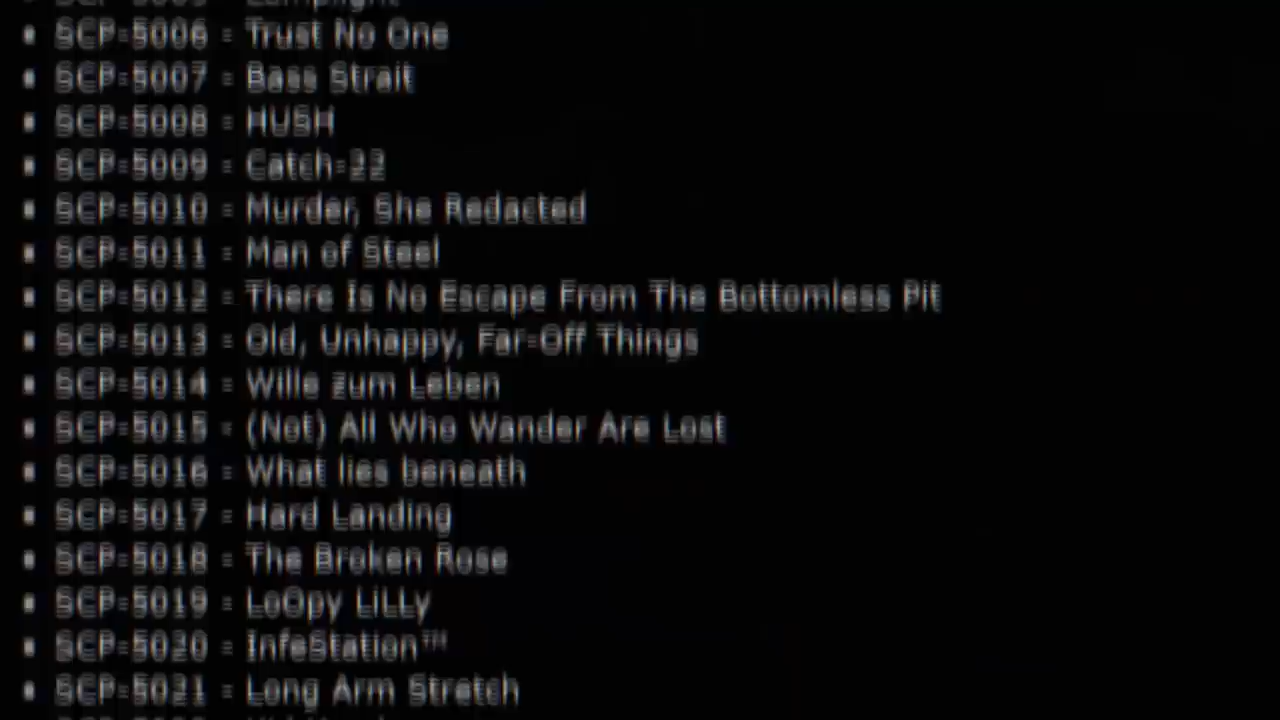 SCP-5005 - Lamplight
• SCP-5006 - Trust No One
• SCP-5007 - Bass Strait
• SCP-5008 - HUSH
• SCP-5009 - Catch-22
• SCP-5010 - Murder, She Redacted
• SCP-5011 - Man of Steel
• SCP-5012 - There Is No Escape From The Bottomless Pit
• SCP-5013 - Old, Unhappy, Far-Off Things
• SCP-5014 - Wille zum Leben
• SCP-5015 - (Not) All Who Wander Are Lost
• SCP-5016 - What lies beneath
• SCP-5017 - Hard Landing
• SCP-5018 - The Broken Rose
• SCP-5019 - LoOpy LiLLy
• SCP-5020 - InfeStation™
• SCP-5021 - Long Arm Stretch